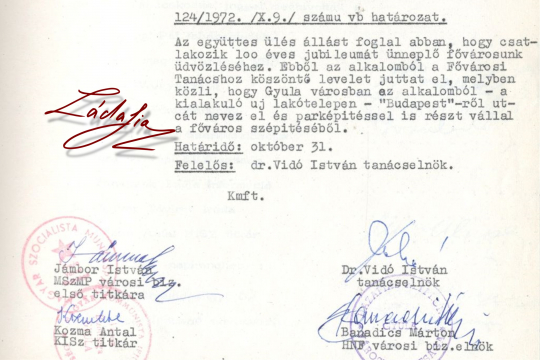 124/1972. /X.9./ számu vb határozat.
Az együttes ülés állást foglal abban, hogy csat-
lakozik loo éves jubileumát ünneplő fővárosunk
üdvözléséhez. Ebből az alkalomból a Fővárosi
Tanácshoz köszöntő levelet juttat el, melyben
közli, hogy Gyula városban ez alkalomból - a
kialakuló uj lakótelepen - "Budapest"-ről ut-
cát nevez el és parképitéssel is részt vállal
a főváros szépitéséből.
Ládafia
Határidő: október 31.
Felelős: dr.Vidó István tanácselnök.
Kmft.
Jámbor István
MSzMP városi biz.
első titkára
Dr.Vidó István
tanácselnök
Kozma Antal
KISz titkár
Banadics Márton
HNF városi biz.elnök